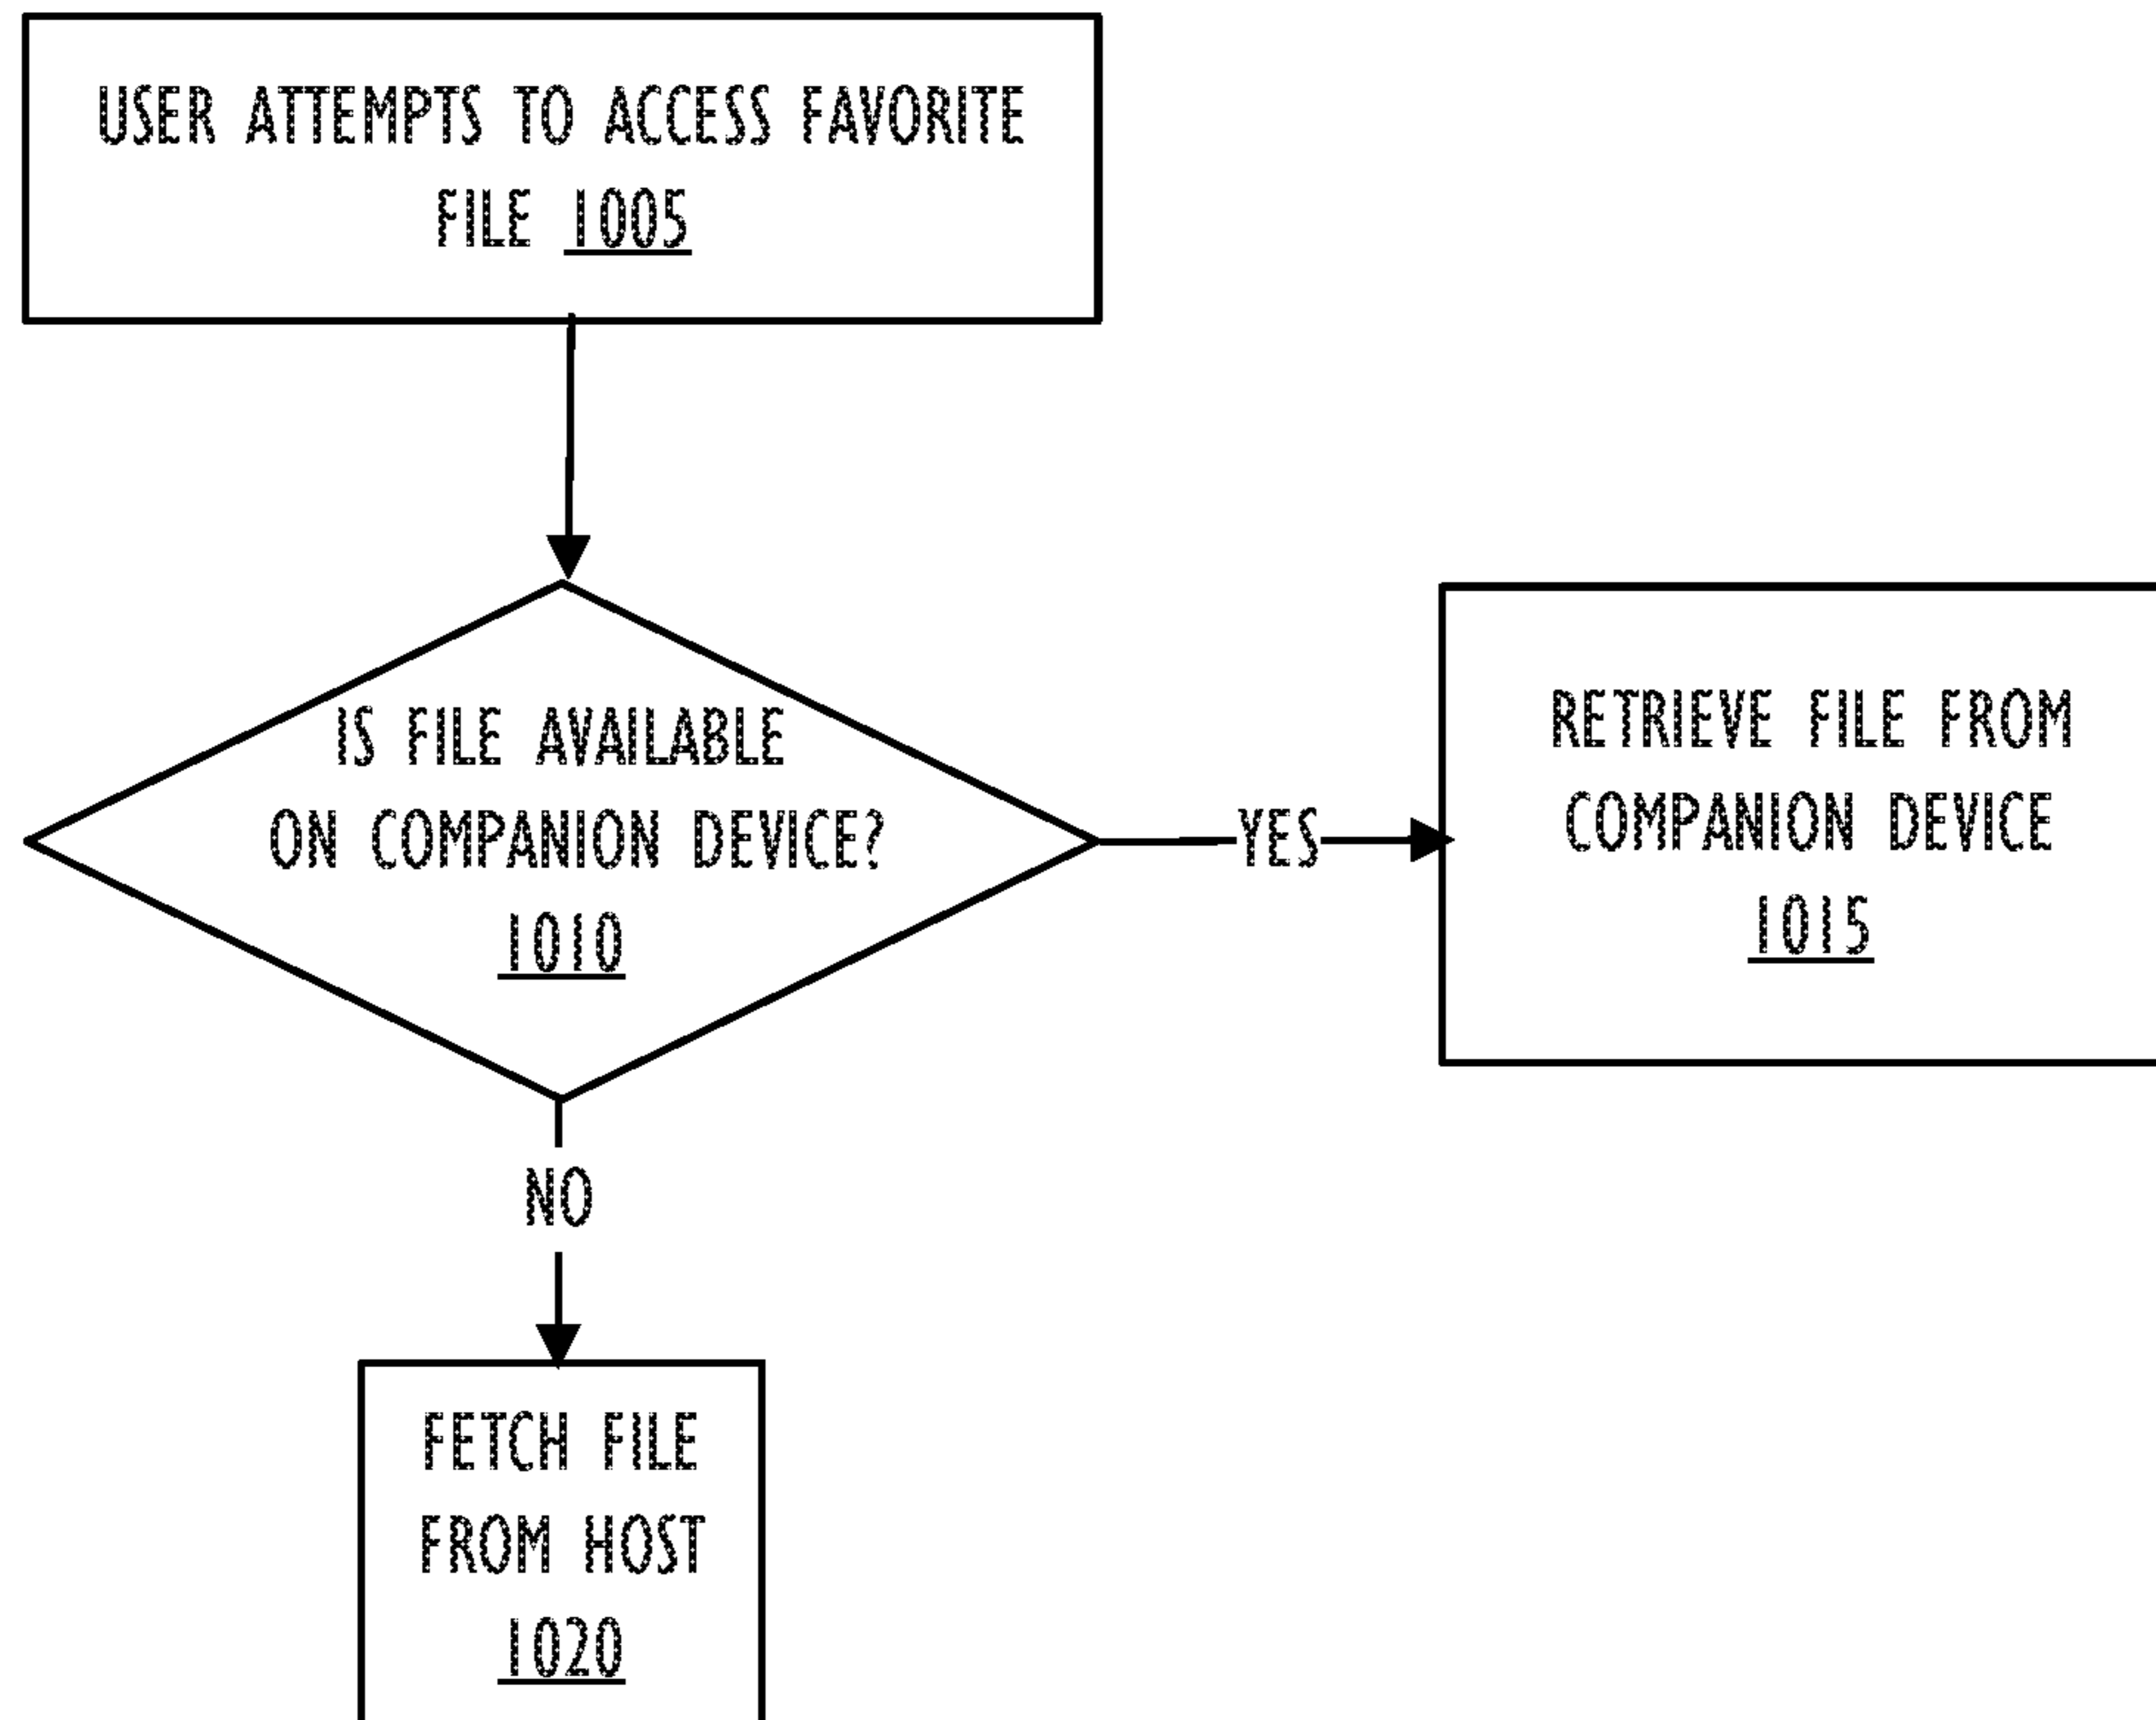 USER ATTEMPTS TO ACCESS FAVORITE
FILE 1005
IS FILE AVAILABLE
ON COMPANION DEVICE?
1010
YES
RETRIEVE FILE FROM
COMPANION DEVICE
1015
NO
FETCH FILE
FROM HOST
1020